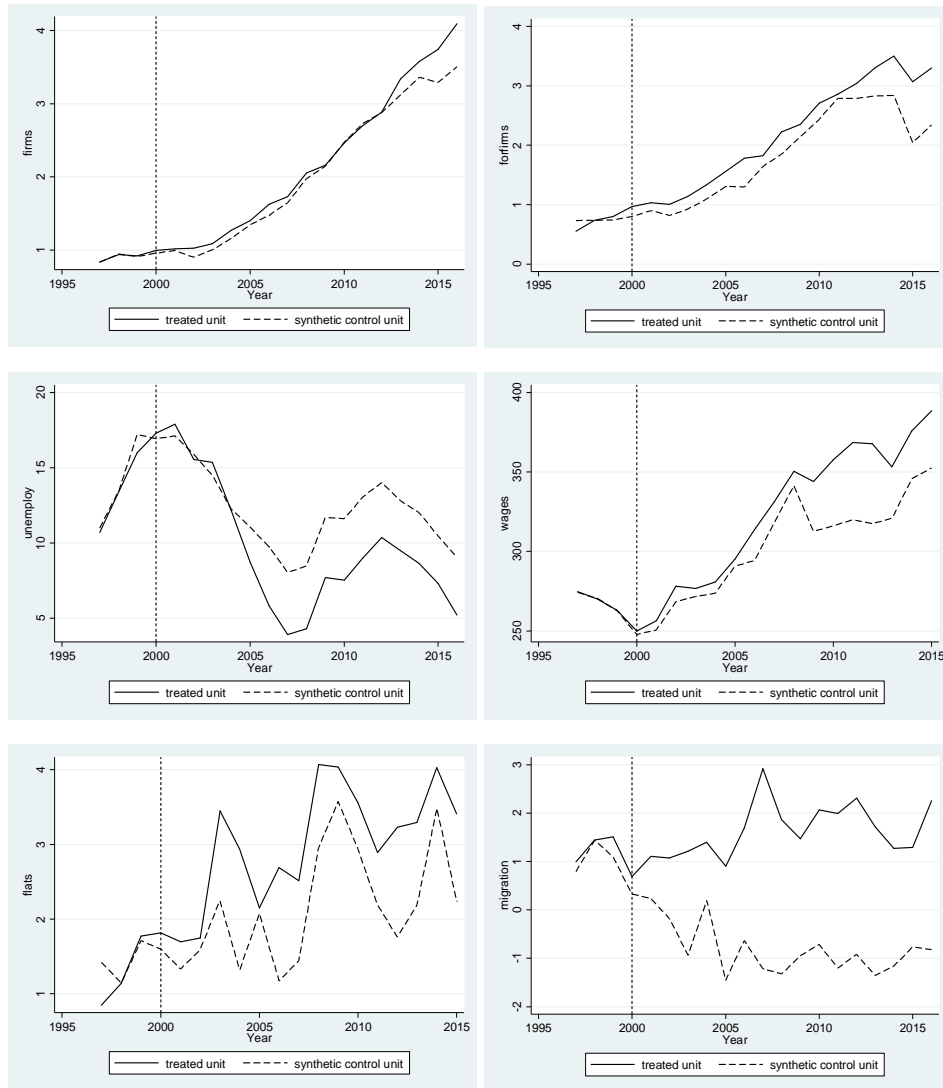 firms
4
3
2
1
1995 2000 2005 2010 2015
Year
treated unit synthetic control unit
forfirms
4
3
2
1
0
1995 2000 2005 2010 2015
Year
treated unit synthetic control unit
unemploy
20
15
10
5
1995 2000 2005 2010 2015
Year
treated unit synthetic control unit
wages
400
350
300
250
1995 2000 2005 2010 2015
Year
treated unit synthetic control unit
flats
4
3
2
1
1995 2000 2005 2010 2015
Year
treated unit synthetic control unit
migration
3
2
1
0
-1
-2
1995 2000 2005 2010 2015
Year
treated unit synthetic control unit